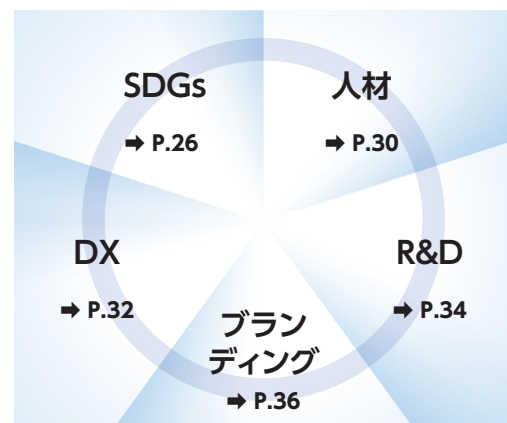 SDGs
➡ P.26
人材
➡ P.30
DX
➡ P.32
R&D
➡ P.34
ブラン
ディング
➡ P.36